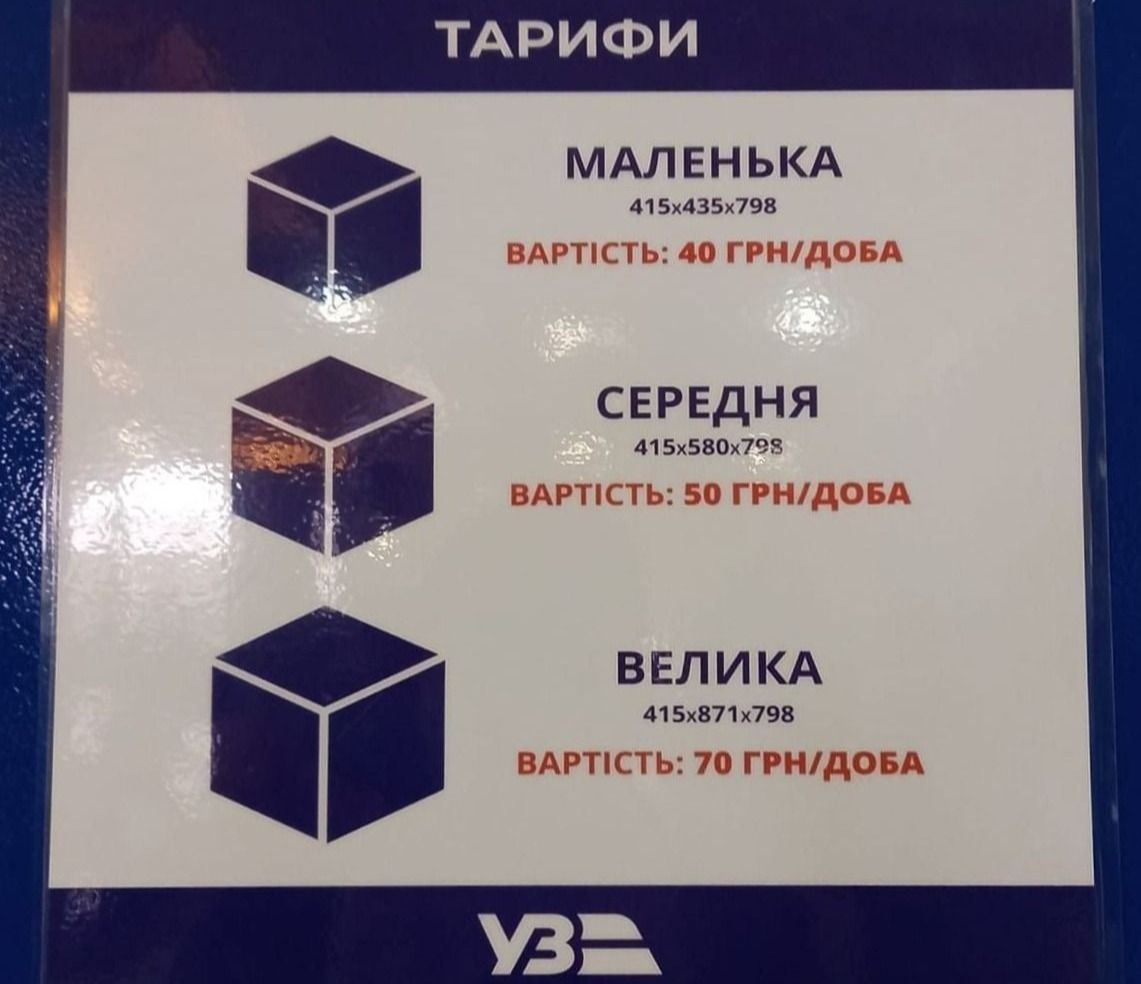 ТАРИФИ
МАЛЕНЬКА
415x435x798
ВАРТІСТЬ: 40 ГРН/ДОБА
СЕРЕДНЯ
415x580x798
ВАРТІСТЬ: 50 ГРН/ДОБА
ВЕЛИКА
415x871x798
ВАРТІСТЬ: 70 ГРН/ДОБА
УЗ